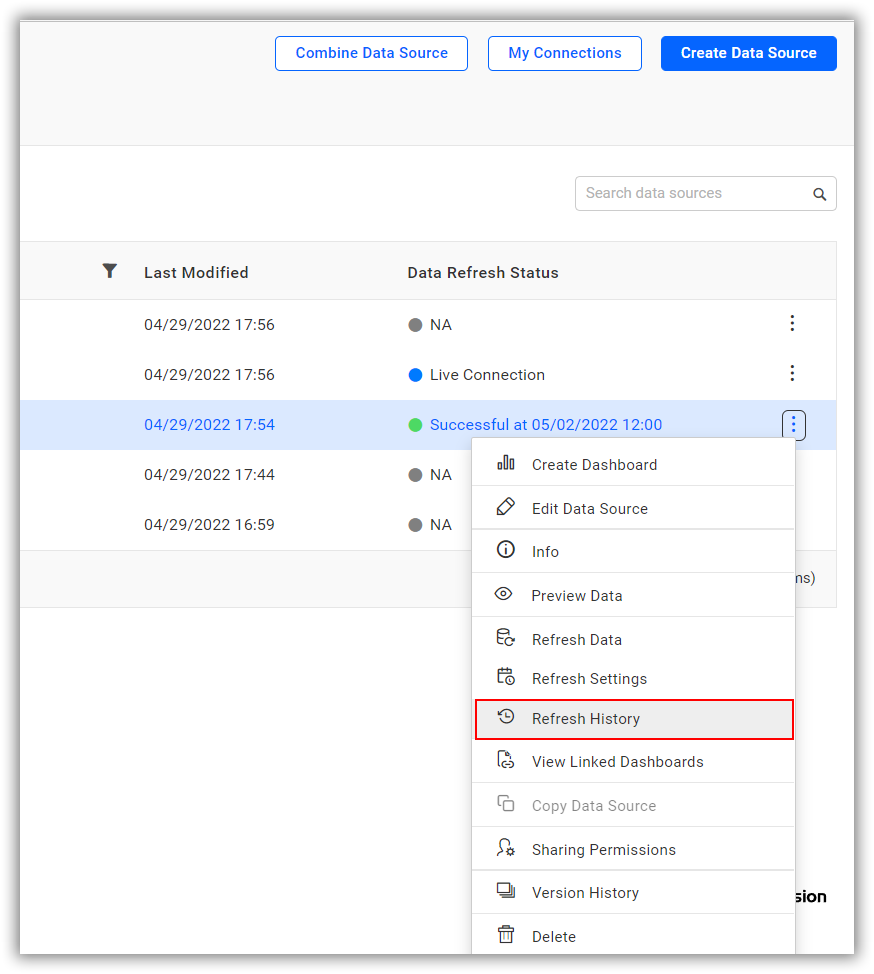 Combine Data Source My Connections Create Data Source
Search data sources
Last Modified Data Refresh Status
04/29/2022 17:56 NA
04/29/2022 17:56 Live Connection
04/29/2022 17:54 Successful at 05/02/2022 12:00
04/29/2022 17:44 NA
04/29/2022 16:59 NA
Create Dashboard
Edit Data Source
Info
ms)
Preview Data
Refresh Data
Refresh Settings
Refresh History
View Linked Dashboards
Copy Data Source
Sharing Permissions
Version History
sion
Delete